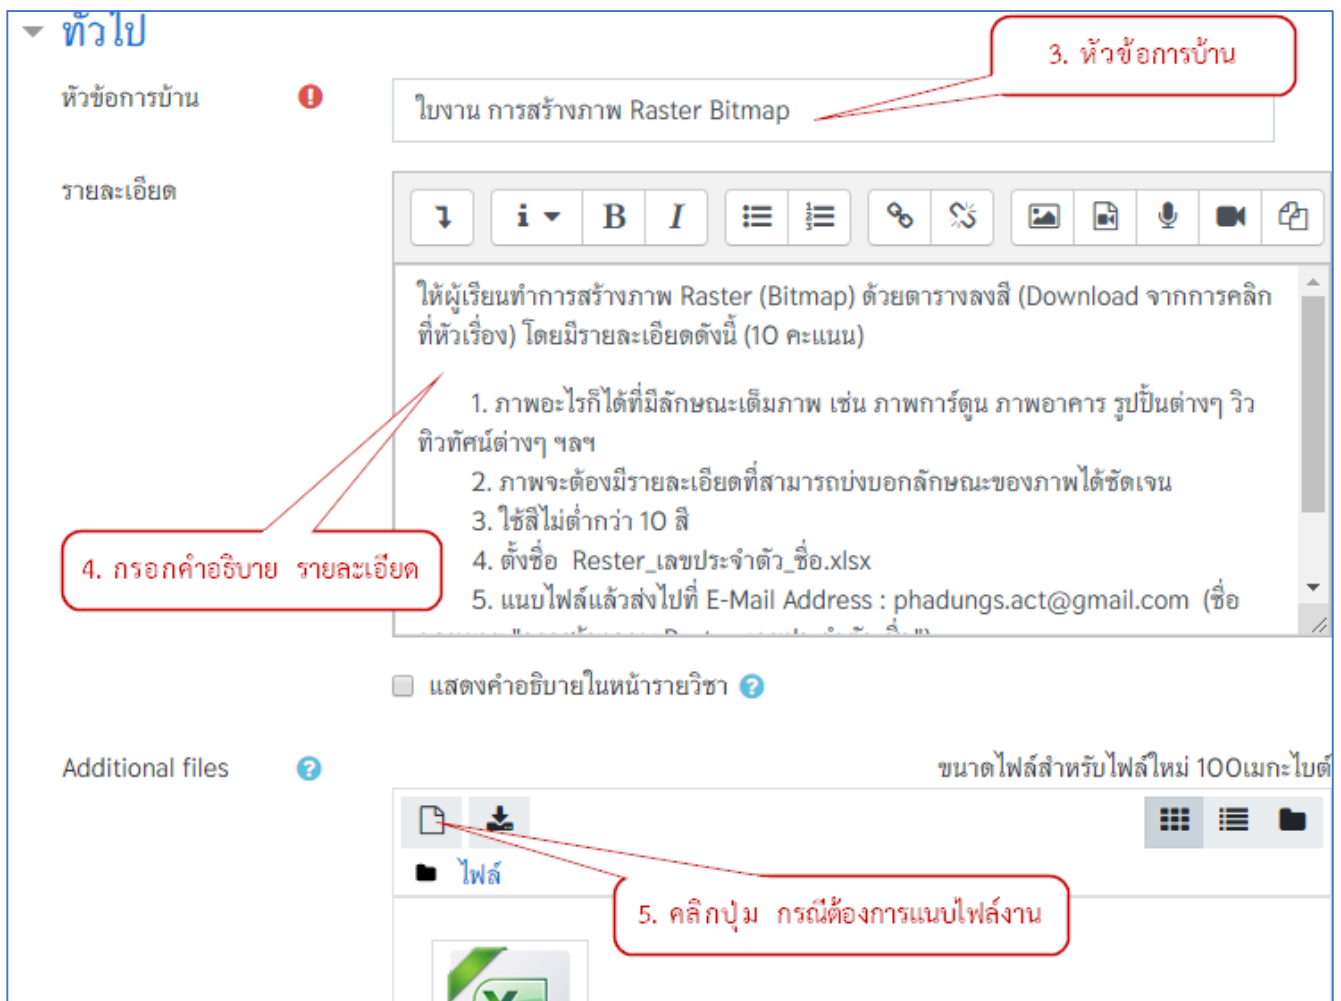 ทั่วไป
3. หัวข้อการบ้าน
หัวข้อการบ้าน
ใบงาน การสร้างภาพ Raster Bitmap
รายละเอียด
ให้ผู้เรียนทำการสร้างภาพ Raster (Bitmap) ด้วยตารางลงสี (Download จากการคลิก
ที่หัวเรื่อง) โดยมีรายละเอียดดังนี้ (10 คะแนน)
1. ภาพอะไรก็ได้ที่มีลักษณะเต็มภาพ เช่น ภาพการ์ตูน ภาพอาคาร รูปปั้นต่างๆ วิว
ทิวทัศน์ต่างๆ ฯลฯ
2. ภาพจะต้องมีรายละเอียดที่สามารถบ่งบอกลักษณะของภาพได้ชัดเจน
3. ใช้สีไม่ต่ำกว่า 10 สี
4. ตั้งชื่อ Rester_เลขประจำตัว_ชื่อ.xlsx
5. แนบไฟล์แล้วส่งไปที่ E-Mail Address : phadungs.act@gmail.com (ชื่อ
4. กรอกคำอธิบาย รายละเอียด
แสดงคำอธิบายในหน้ารายวิชา
Additional files
ขนาดไฟล์สำหรับไฟล์ใหม่ 100เมกะไบต์
ไฟล์
5. คลิกปุ่ม กรณีต้องการแนบไฟล์งาน